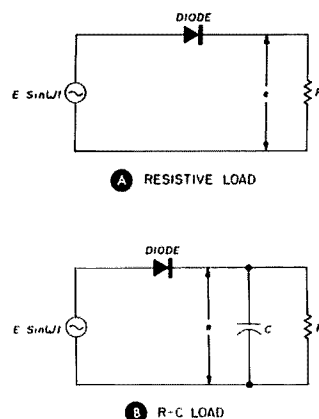 DIODE
E SinWt
e
R
A RESISTIVE LOAD
DIODE
E SinWt
e
C
R
B R-C LOAD